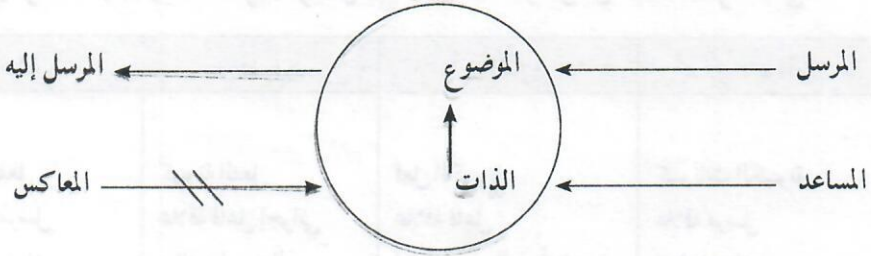 المرسل الموضوع المرسل إليه
المساعد الذات المعاكس